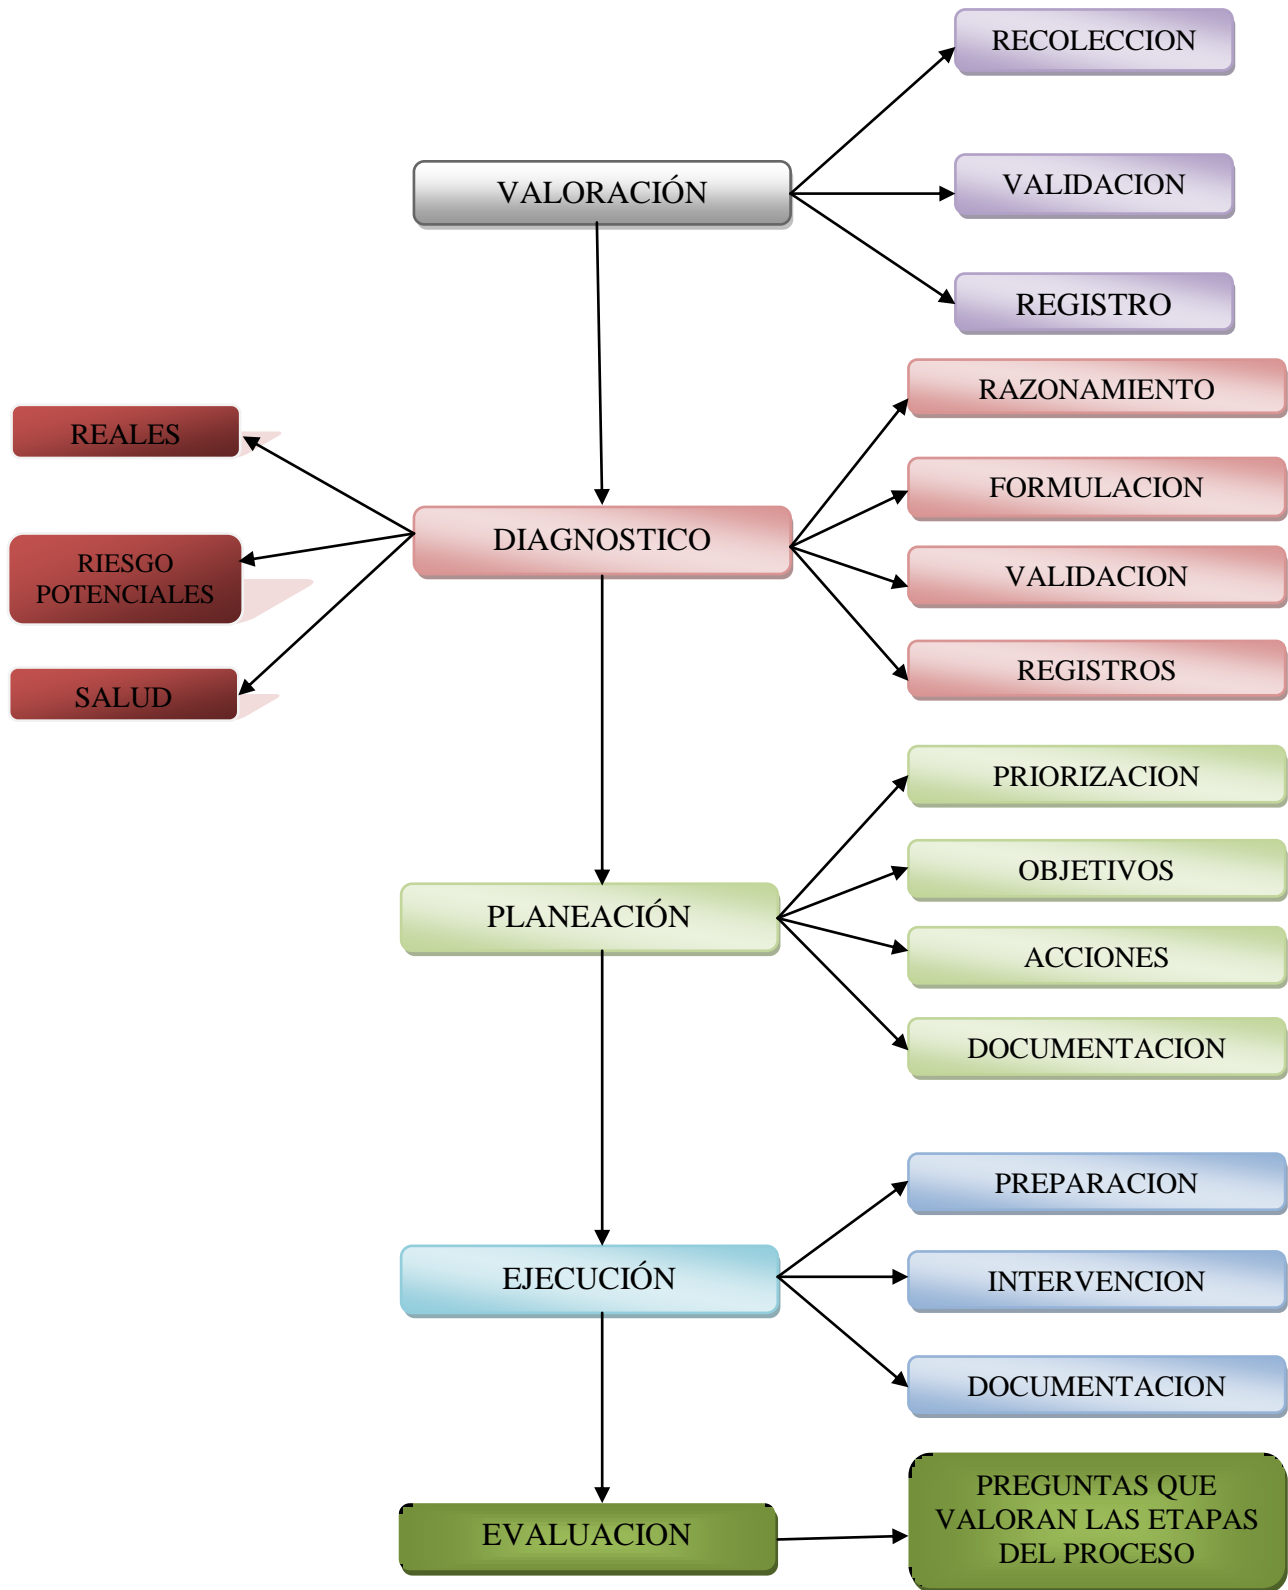 RECOLECCION
VALORACIÓN
VALIDACION
REGISTRO
RAZONAMIENTO
REALES
FORMULACION
DIAGNOSTICO
RIESGO
POTENCIALES
VALIDACION
SALUD
REGISTROS
PRIORIZACION
OBJETIVOS
PLANEACIÓN
ACCIONES
DOCUMENTACION
PREPARACION
EJECUCIÓN
INTERVENCION
DOCUMENTACION
EVALUACION
PREGUNTAS QUE
VALORAN LAS ETAPAS
DEL PROCESO